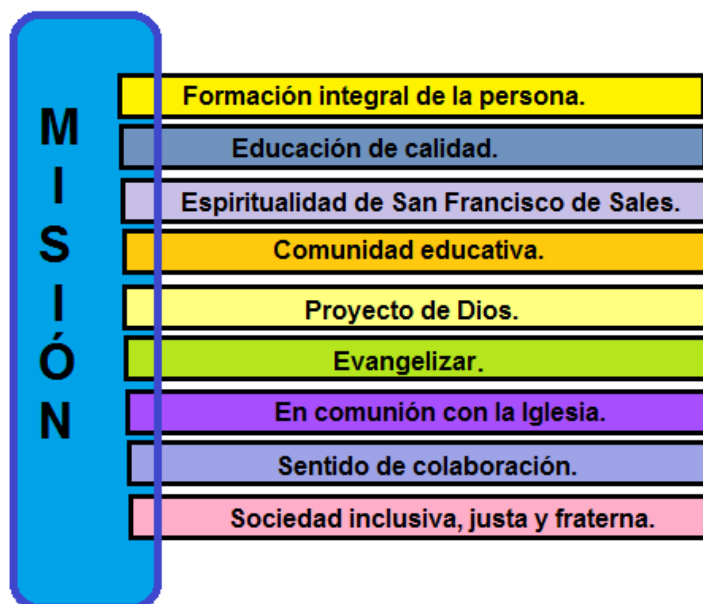 MISIÓN
Formación integral de la persona.
Educación de calidad.
Espiritualidad de San Francisco de Sales.
Comunidad educativa.
Proyecto de Dios.
Evangelizar.
En comunión con la Iglesia.
Sentido de colaboración.
Sociedad inclusiva, justa y fraterna.